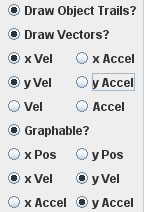 Draw Object Trails?
Draw Vectors?
x Vel x Accel
y Vel y Accel
Vel Accel
Graphable?
x Pos y Pos
x Vel y Vel
x Accel y Accel